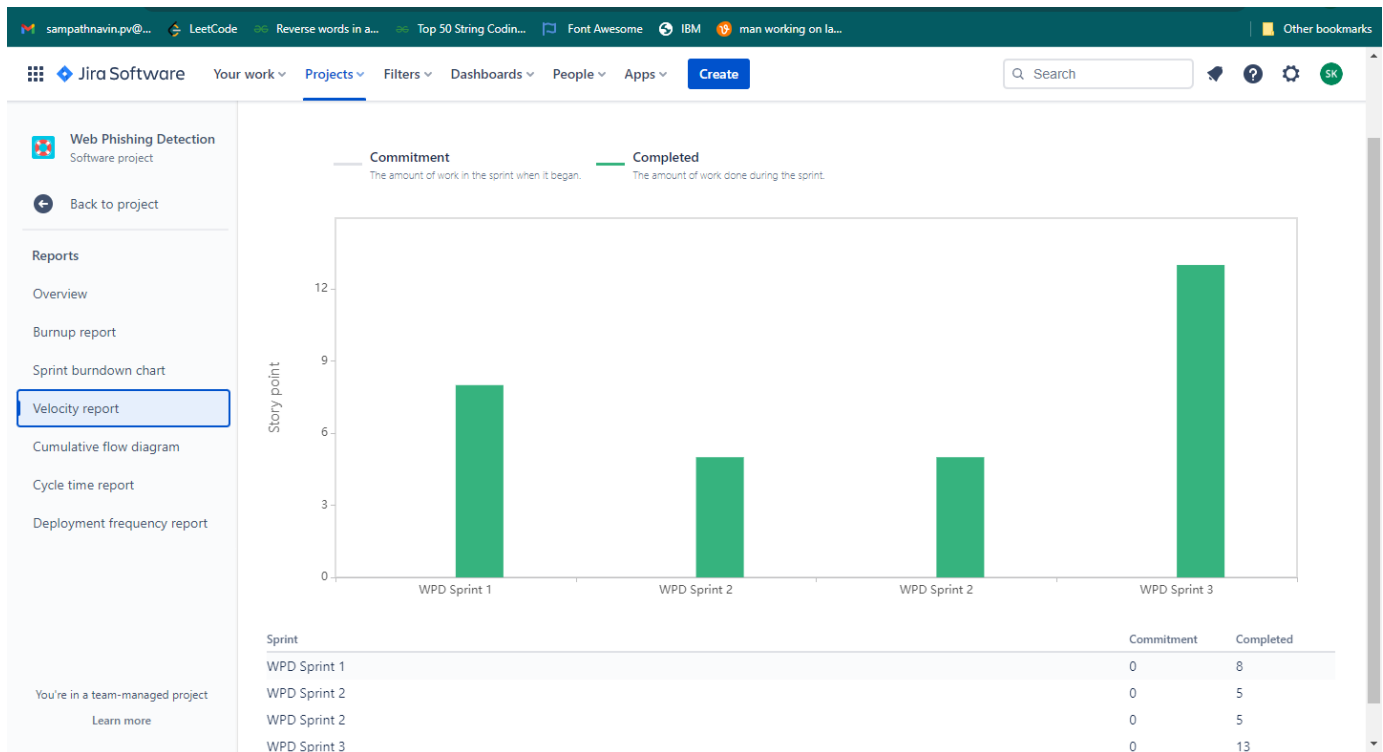 sampathnavin.pv@... LeetCode Reverse words in a... Top 50 String Codin... Font Awesome IBM man working on la... Other bookmarks
Jira Software Your work Projects Filters Dashboards People Apps Create Search SK
Web Phishing Detection
Software project
Back to project
Reports
Overview
Burnup report
Sprint burndown chart
Velocity report
Cumulative flow diagram
Cycle time report
Deployment frequency report
You're in a team-managed project
Learn more
Commitment
The amount of work in the sprint when it began.
Completed
The amount of work done during the sprint.
Story point
12
9
6
3
0
WPD Sprint 1 WPD Sprint 2 WPD Sprint 2 WPD Sprint 3
Sprint Commitment Completed
WPD Sprint 1 0 8
WPD Sprint 2 0 5
WPD Sprint 2 0 5
WPD Sprint 3 0 13